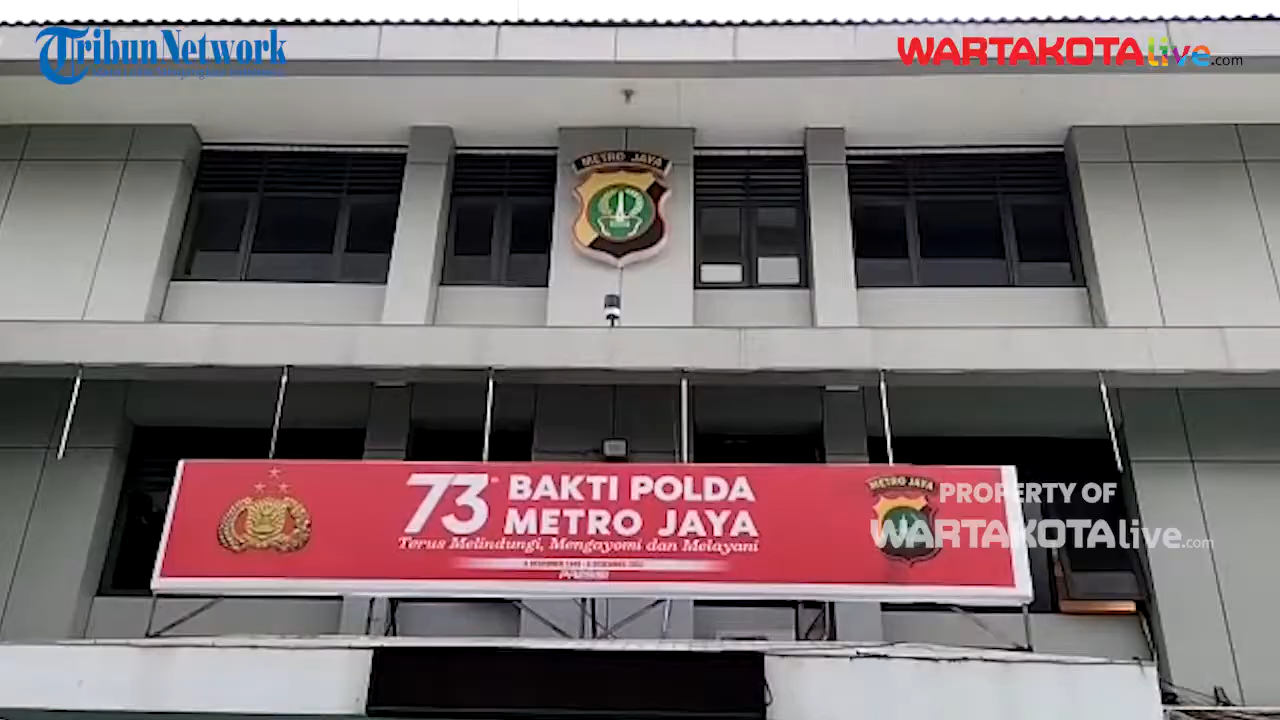 Tribun Network
WARTAKOTAlive.com
METRO JAYA
73
BAKTI POLDA
METRO JAYA
Terus Melindungi, Mengayomi dan Melayani
METRO JAYA
PROPERTY OF
WARTAKOTAlive.com